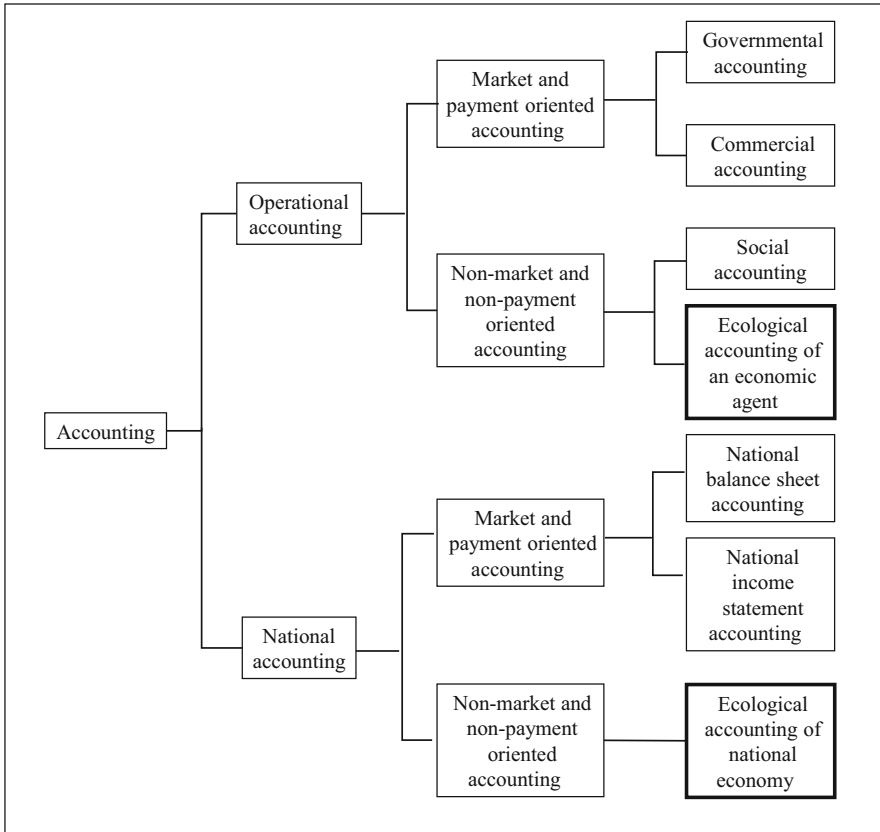 Governmental
accounting
Market and
payment oriented
accounting
Commercial
accounting
Operational
accounting
Social
accounting
Non-market and
non-payment
oriented
accounting
Ecological
accounting of
an economic
agent
Accounting
National
balance sheet
accounting
Market and
payment oriented
accounting
National
income
statement
accounting
National
accounting
Non-market and
non-payment
oriented
accounting
Ecological
accounting of
national
economy